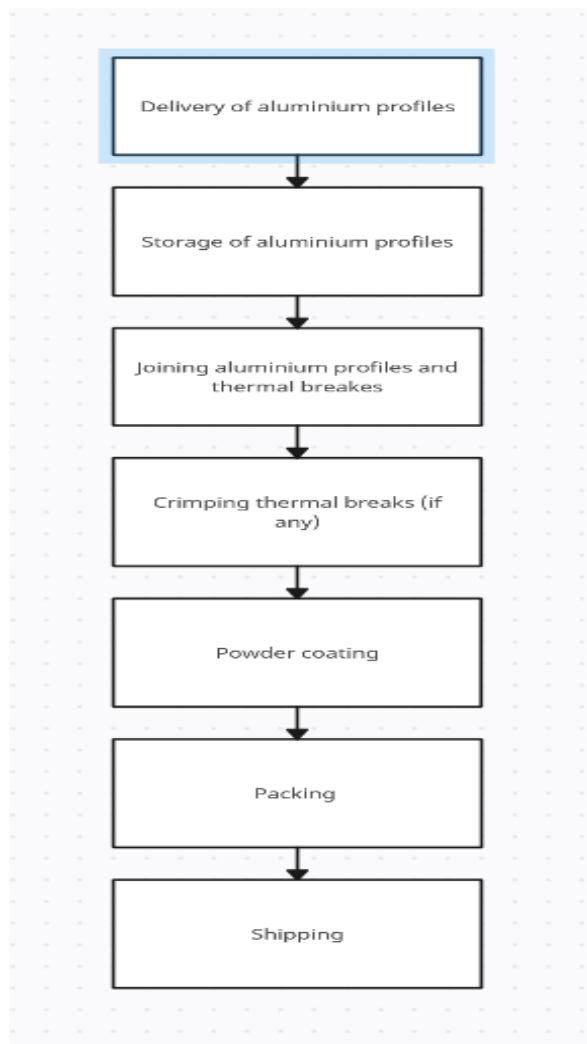 Delivery of aluminium profiles
Storage of aluminium profiles
Joining aluminium profiles and
thermal breakes
Crimping thermal breaks (if
any)
Powder coating
Packing
Shipping